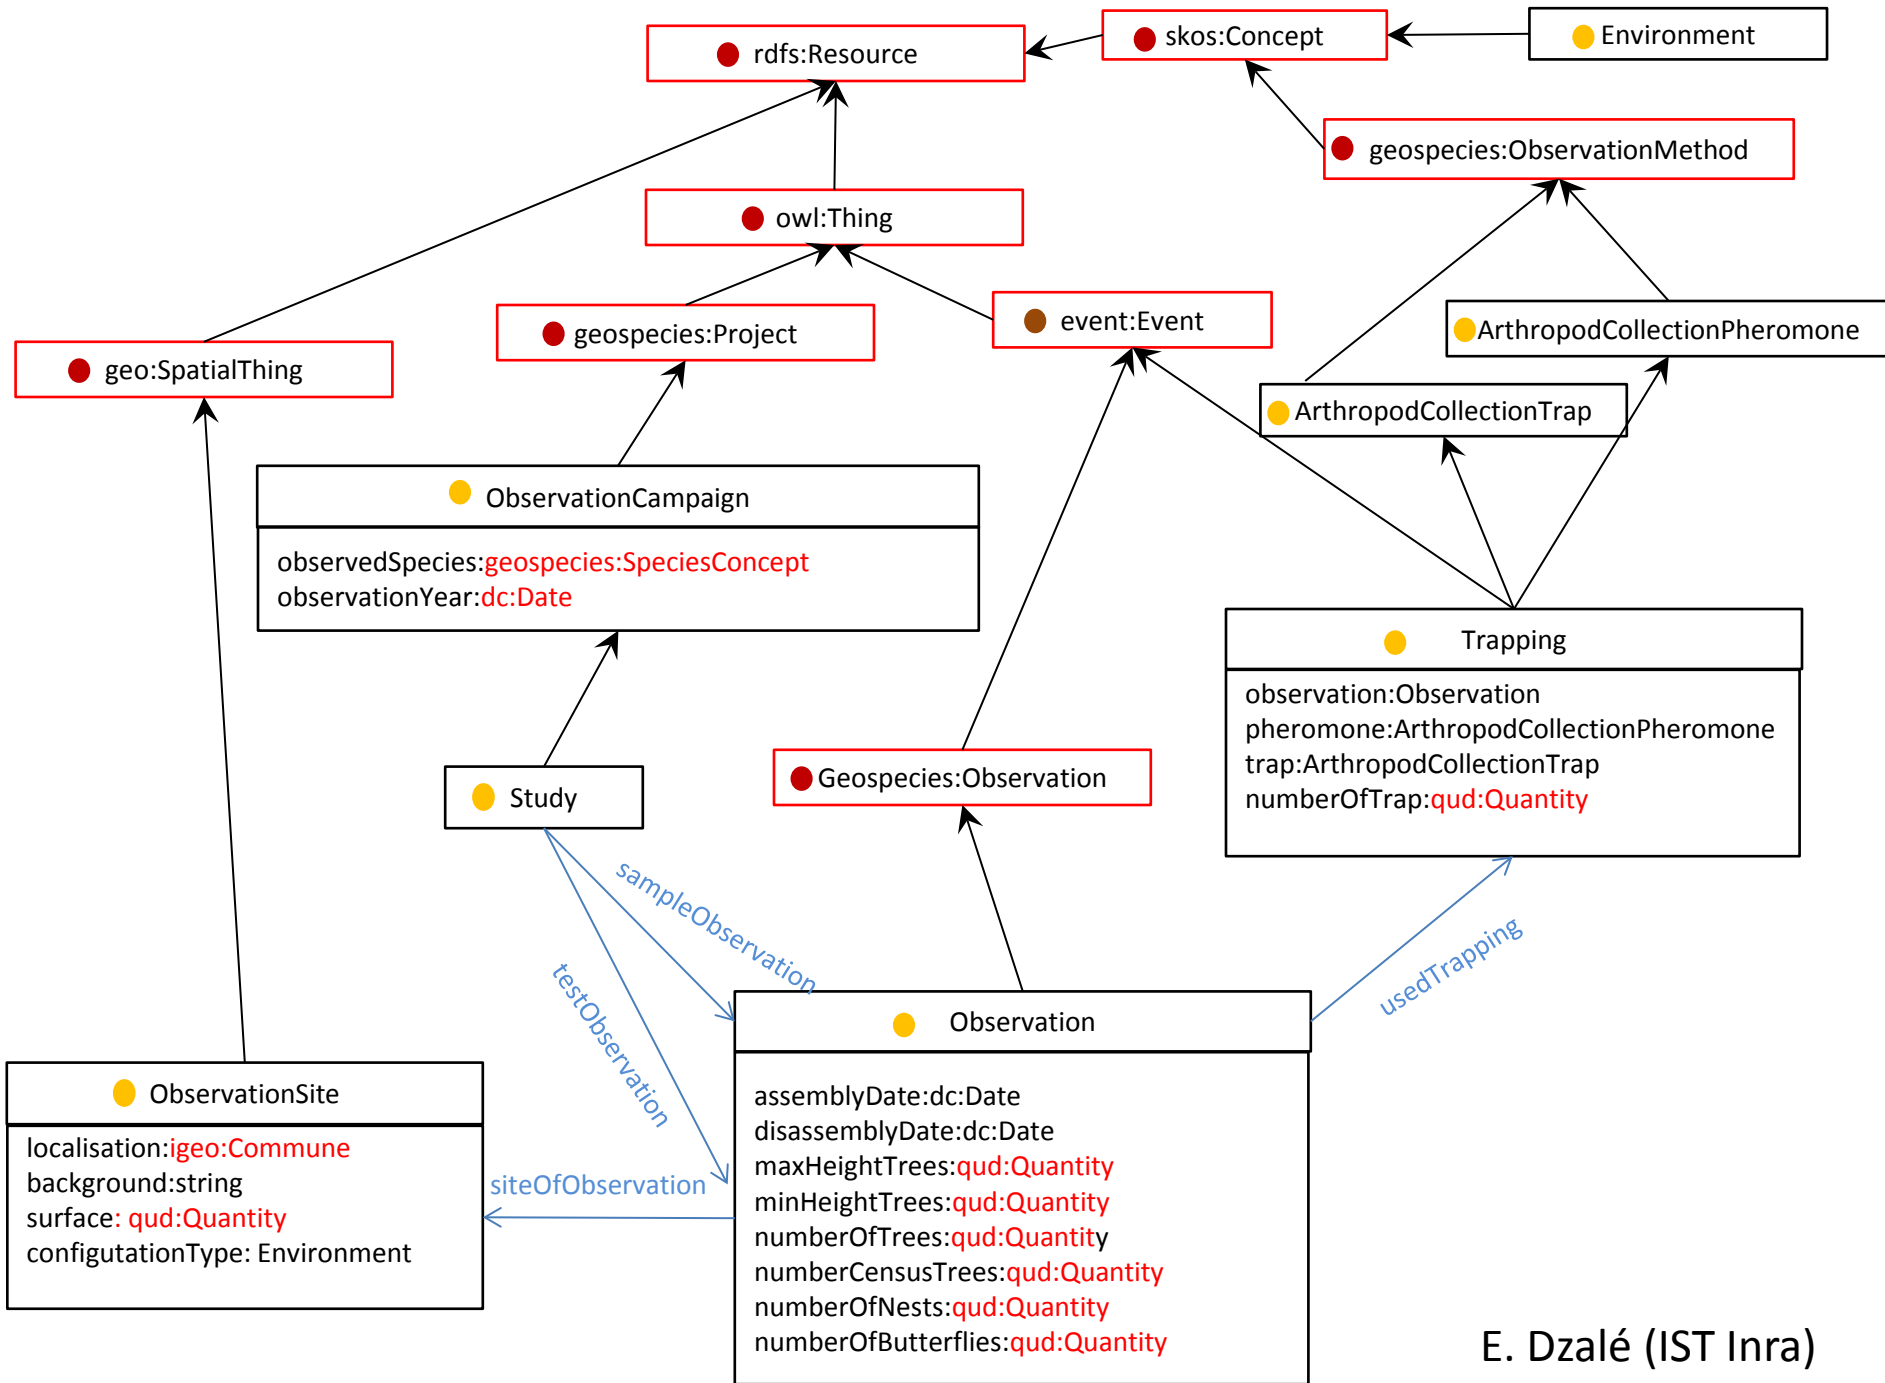 rdfs:Resource
skos:Concept
Environment
geospecies:ObservationMethod
owl:Thing
geospecies:Project
event:Event
ArthropodCollectionPheromone
geo:SpatialThing
ArthropodCollectionTrap
ObservationCampaign
observedSpecies:geospecies:SpeciesConcept
observationYear:dc:Date
Trapping
observation:Observation
pheromone:ArthropodCollectionPheromone
trap:ArthropodCollectionTrap
numberOfTrap:qud:Quantity
Study
Geospecies:Observation
sampleObservation
testObservation
usedTrapping
siteOfObservation
ObservationSite
localisation:igeo:Commune
background:string
surface: qud:Quantity
configutationType: Environment
Observation
assemblyDate:dc:Date
disassemblyDate:dc:Date
maxHeightTrees:qud:Quantity
minHeightTrees:qud:Quantity
numberOfTrees:qud:Quantity
numberCensusTrees:qud:Quantity
numberOfNests:qud:Quantity
numberOfButterflies:qud:Quantity
E. Dzalé (IST Inra)